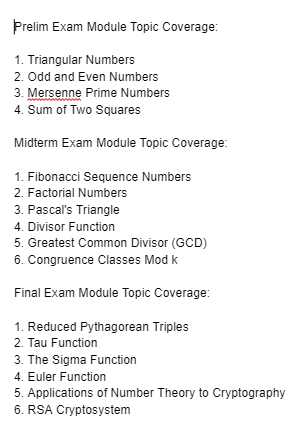 Prelim Exam Module Topic Coverage:
1. Triangular Numbers
2. Odd and Even Numbers
3. Mersenne Prime Numbers
4. Sum of Two Squares
Midterm Exam Module Topic Coverage:
1. Fibonacci Sequence Numbers
2. Factorial Numbers
3. Pascal's Triangle
4. Divisor Function
5. Greatest Common Divisor (GCD)
6. Congruence Classes Mod k
Final Exam Module Topic Coverage:
1. Reduced Pythagorean Triples
2. Tau Function
3. The Sigma Function
4. Euler Function
5. Applications of Number Theory to Cryptography
6. RSA Cryptosystem